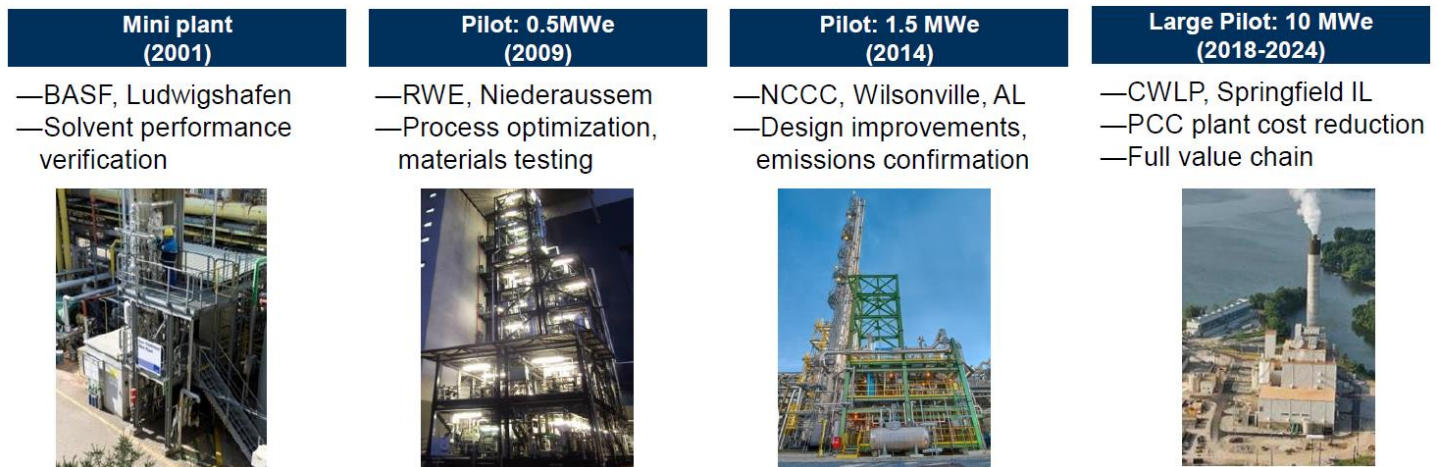 Mini plant
(2001)
—BASF, Ludwigshafen
—Solvent performance
verification
Pilot: 0.5MWe
(2009)
—RWE, Niederaussem
—Process optimization,
materials testing
Pilot: 1.5 MWe
(2014)
—NCCC, Wilsonville, AL
—Design improvements,
emissions confirmation
Large Pilot: 10 MWe
(2018-2024)
—CWLP, Springfield IL
—PCC plant cost reduction
—Full value chain